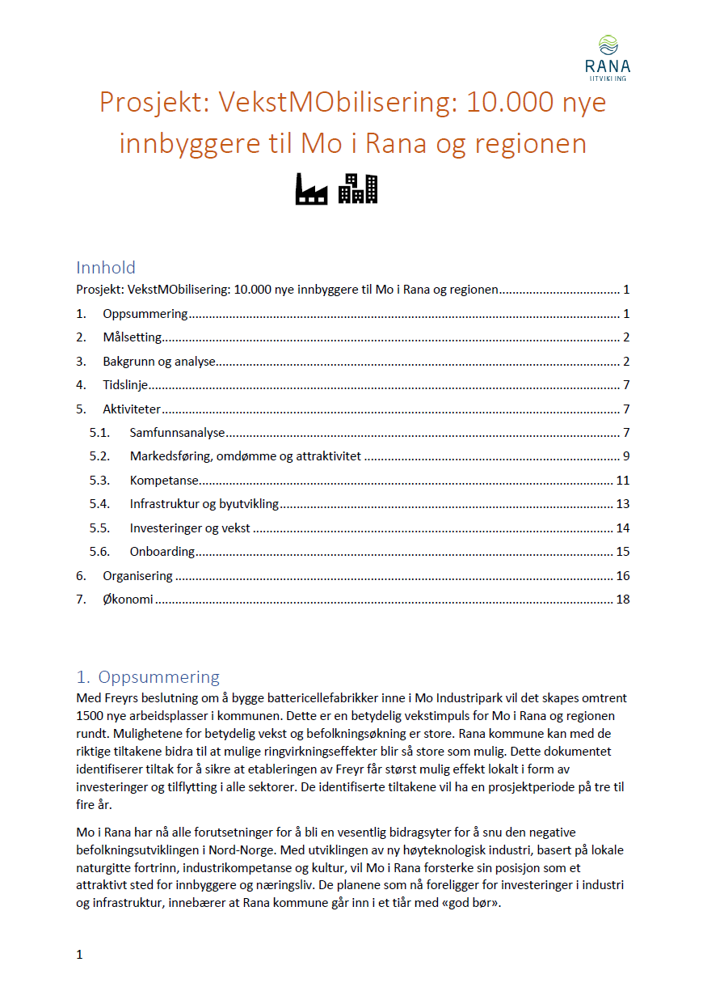 RANA
UTVIKLING
Prosjekt: VekstMObilisering: 10.000 nye
innbyggere til Mo i Rana og regionen
Innhold
Prosjekt: VekstMObilisering: 10.000 nye innbyggere til Mo i Rana og regionen.................................... 1
1. Oppsummering................................................................ 1
2. Målsetting................................................................ 2
3. Bakgrunn og analyse................................................................ 2
4. Tidslinje................................................................ 7
5. Aktiviteter................................................................ 7
5.1. Samfunnsanalyse................................................................ 7
5.2. Markedsføring, omdømme og attraktivitet ................................................................ 9
5.3. Kompetanse................................................................ 11
5.4. Infrastruktur og byutvikling................................................................ 13
5.5. Investeringer og vekst ................................................................ 14
5.6. Onboarding................................................................ 15
6. Organisering ................................................................ 16
7. Økonomi ................................................................ 18
1. Oppsummering
Med Freyrs beslutning om å bygge battericellefabrikker inne i Mo Industripark vil det skapes omtrent
1500 nye arbeidsplasser i kommunen. Dette er en betydelig vekstimpuls for Mo i Rana og regionen
rundt. Mulighetene for betydelig vekst og befolkningsøkning er store. Rana kommune kan med de
riktige tiltakene bidra til at mulige ringvirkningseffekter blir så store som mulig. Dette dokumentet
identifiserer tiltak for å sikre at etableringen av Freyr får størst mulig effekt lokalt i form av
investeringer og tilflytting i alle sektorer. De identifiserte tiltakene vil ha en prosjektperiode på tre til
fire år.
Mo i Rana har nå alle forutsetninger for å bli en vesentlig bidragsyter for å snu den negative
befolkningsutviklingen i Nord-Norge. Med utviklingen av ny høyteknologisk industri, basert på lokale
naturgitte fortrinn, industrikompetanse og kultur, vil Mo i Rana forsterke sin posisjon som et
attraktivt sted for innbyggere og næringsliv. De planene som nå foreligger for investeringer i industri
og infrastruktur, innebærer at Rana kommune går inn i et tiår med «god bør».
1